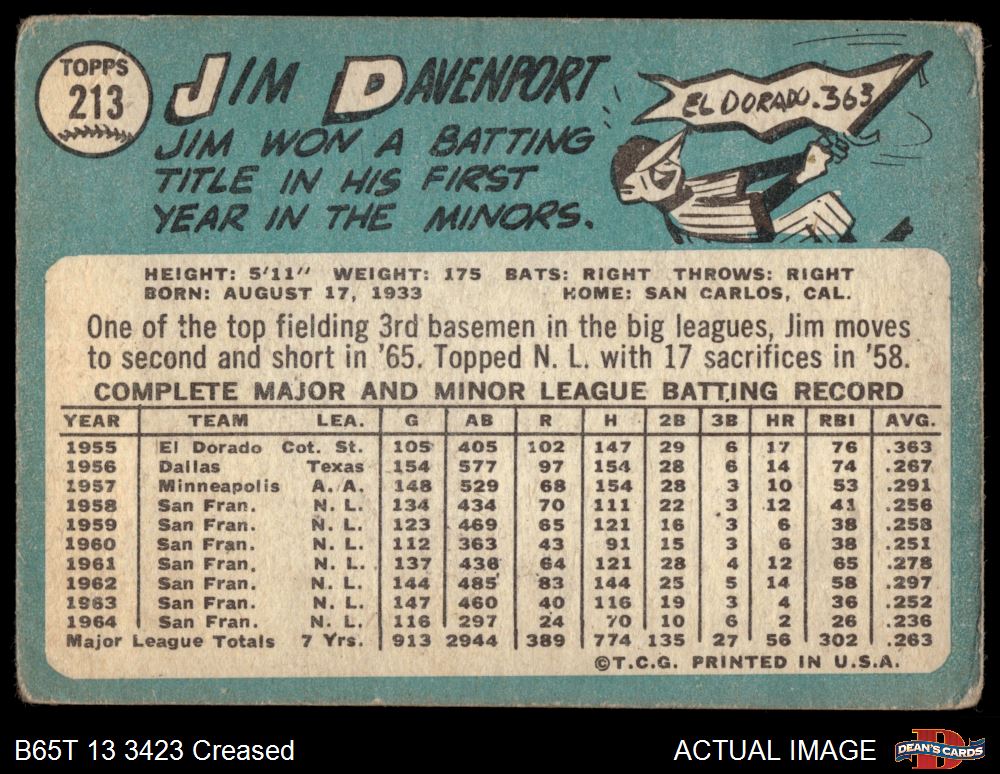 TOPPS
213
JIM DAVENPORT
JIM WON A BATTING
TITLE IN HIS FIRST
YEAR IN THE MINORS.
EL DORADO .363
HEIGHT: 5'11" WEIGHT: 175 BATS: RIGHT THROWS: RIGHT
BORN: AUGUST 17, 1933 HOME: SAN CARLOS, CAL.
One of the top fielding 3rd basemen in the big leagues, Jim moves
to second and short in '65. Topped N. L. with 17 sacrifices in '58.
COMPLETE MAJOR AND MINOR LEAGUE BATTING RECORD
YEAR TEAM LEA. G AB R H 2B 3B HR RBI AVG.
1955 El Dorado Cot. St. 105 405 102 147 29 6 17 76 .363
1956 Dallas Texas 154 577 97 154 28 6 14 74 .267
1957 Minneapolis A. A. 148 529 68 154 28 3 10 53 .291
1958 San Fran. N. L. 134 434 70 111 22 3 12 41 .256
1959 San Fran. N. L. 123 469 65 121 16 3 6 38 .258
1960 San Fran. N. L. 112 363 43 91 15 3 6 38 .251
1961 San Fran. N. L. 137 436 64 121 28 4 12 65 .278
1962 San Fran. N. L. 144 485 83 144 25 5 14 58 .297
1963 San Fran. N. L. 147 460 40 116 19 3 4 36 .252
1964 San Fran. N. L. 116 297 24 70 10 6 2 26 .236
Major League Totals 7 Yrs. 913 2944 389 774 135 27 56 302 .263
©T.C.G. PRINTED IN U.S.A.
B65T 13 3423 Creased
ACTUAL IMAGE
DEAN'S CARDS